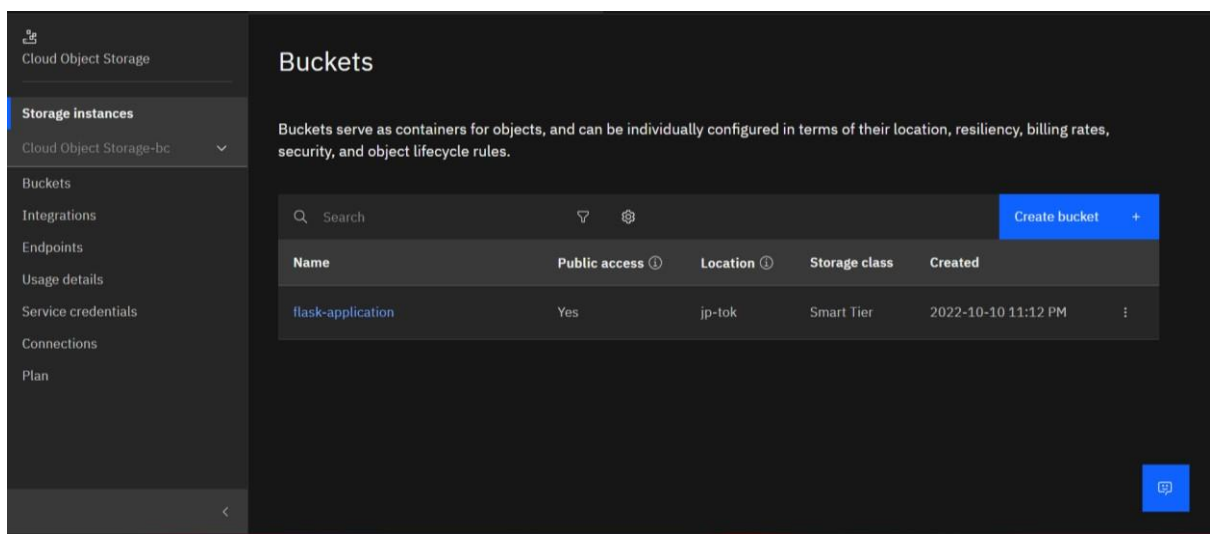 Cloud Object Storage
Storage instances
Cloud Object Storage-bc
Buckets
Integrations
Endpoints
Usage details
Service credentials
Connections
Plan
Buckets
Buckets serve as containers for objects, and can be individually configured in terms of their location, resiliency, billing rates,
security, and object lifecycle rules.
Search
Create bucket +
Name Public access Location Storage class Created
flask-application Yes jp-tok Smart Tier 2022-10-10 11:12 PM